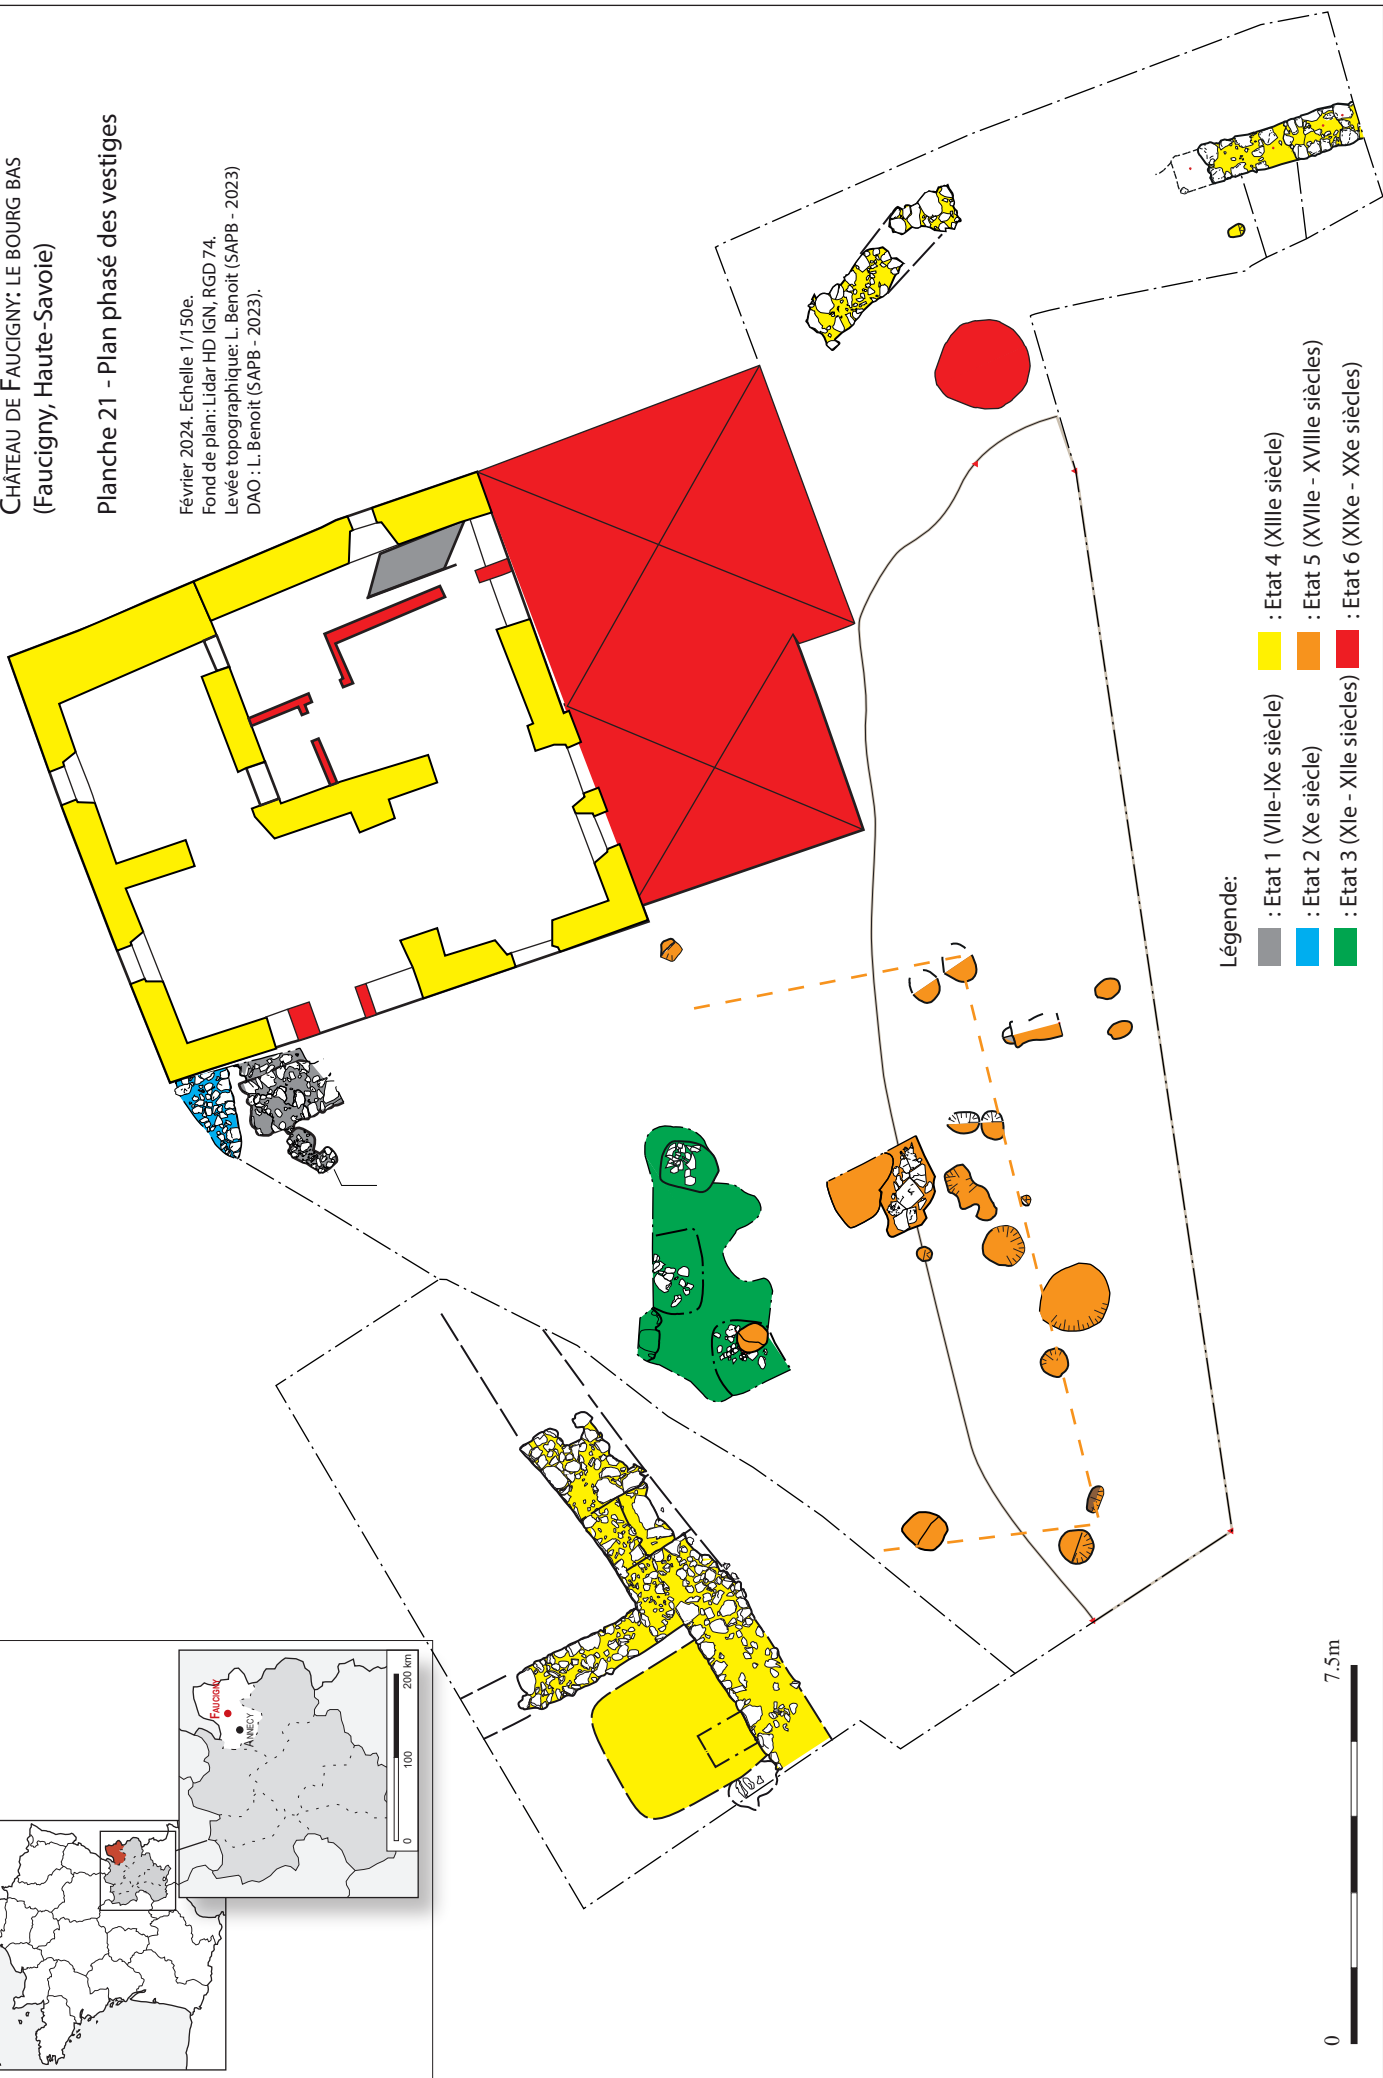 CHÂTEAU DE FAUCIGNY: LE BOURG BAS
(Faucigny, Haute-Savoie)
Planche 21 - Plan phasé des vestiges
Février 2024. Echelle 1/150e.
Fond de plan: Lidar HD IGN, RGD 74.
Levée topographique: L. Benoit (SAPB - 2023)
DAO : L. Benoit (SAPB - 2023).
FAUCIGNY
ANNECY
0 100 200 km
Légende:
: Etat 1 (VIIe-IXe siècle)
: Etat 2 (Xe siècle)
: Etat 3 (XIe - XIIe siècles)
: Etat 4 (XIIIe siècle)
: Etat 5 (XVIIe - XVIIIe siècles)
: Etat 6 (XIXe - XXe siècles)
0 7.5m